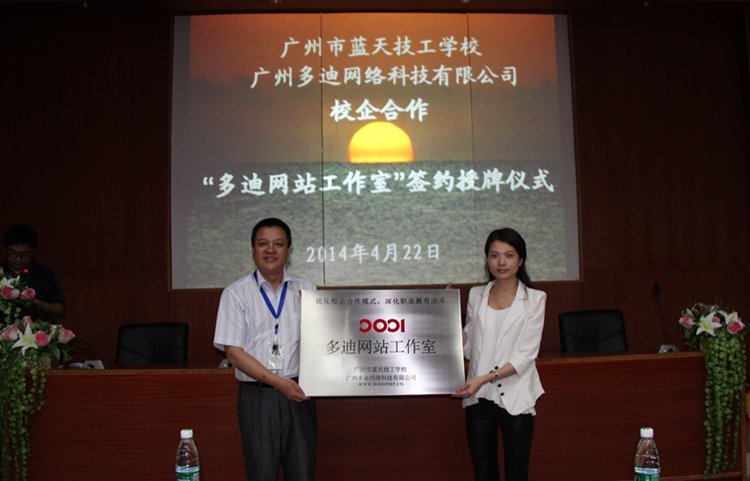 广州市蓝天技工学校
广州多迪网络科技有限公司
校企合作
“多迪网站工作室”签约授牌仪式
2014年4月22日
优化校企合作模式，深化职业教育改革
DODI
多迪网站工作室
广州市蓝天技工学校
广州多迪网络科技有限公司
WWW.DODIPHP.CN